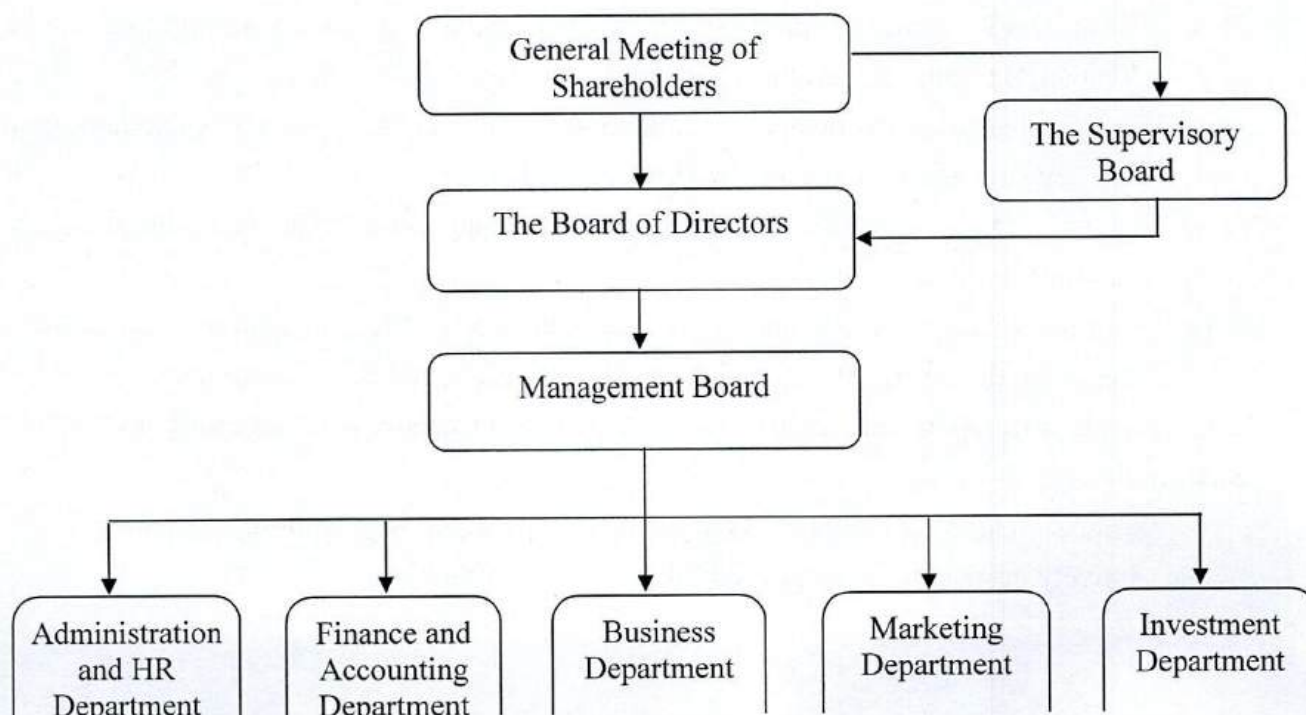 General Meeting of
Shareholders
The Supervisory
Board
The Board of Directors
Management Board
Administration
and HR
Department
Finance and
Accounting
Department
Business
Department
Marketing
Department
Investment
Department